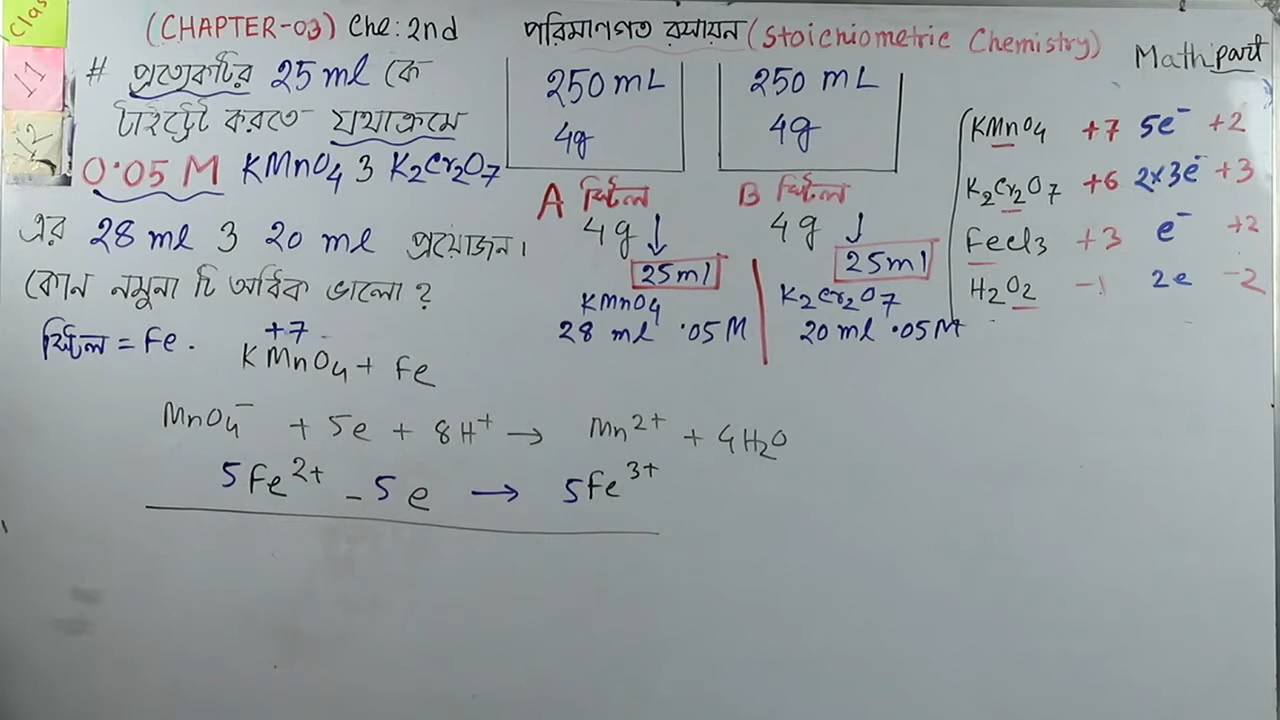 Clas
11
12
(CHAPTER-03) Che: 2nd পরিমাণগত রসায়ন (Stoichiometric Chemistry)
Math part
# প্রত্যেকটির 25 ml কে
টাইট্রেট করতে যথাক্রমে
0.05 M KMnO4 ও K2Cr2O7
এর 28 ml ও 20 ml প্রয়োজন।
কোন নমুনা টি অধিক ভালো ?
স্টিল = Fe.
250 mL
4g
A স্টিল
4g ↓
25ml
KMnO4
28 ml .05 M
250 mL
4g
B স্টিল
4g ↓
25ml
K2Cr2O7
20 ml .05 M
KMnO4 +7 5e⁻ +2
K2Cr2O7 +6 2x3e⁻ +3
FeCl3 +3 e⁻ +2
H2O2 -1 2e -2
+7
KMnO4 + Fe
MnO4⁻ + 5e + 8H⁺ → Mn²⁺ + 4H2O
5Fe²⁺ - 5e → 5Fe³⁺